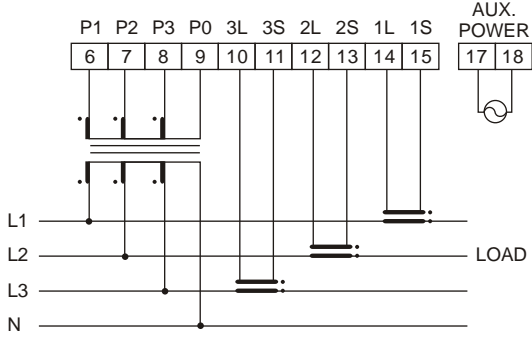 AUX.
P1 P2 P3 P0 3L 3S 2L 2S 1L 1S POWER
6 7 8 9 10 11 12 13 14 15 17 18
L1
L2 LOAD
L3
N